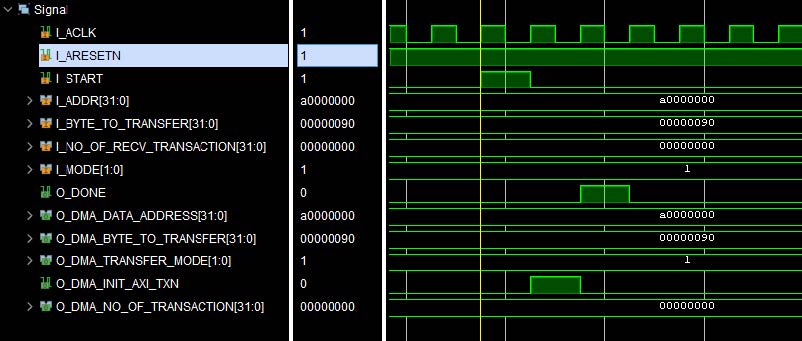 Signal
I_ACLK 1
I_ARESETN 1
I_START 1
I_ADDR[31:0] a0000000 a0000000
I_BYTE_TO_TRANSFER[31:0] 00000090 00000090
I_NO_OF_RECV_TRANSACTION[31:0] 00000000 00000000
I_MODE[1:0] 1 1
O_DONE 0
O_DMA_DATA_ADDRESS[31:0] a0000000 a0000000
O_DMA_BYTE_TO_TRANSFER[31:0] 00000090 00000090
O_DMA_TRANSFER_MODE[1:0] 1 1
O_DMA_INIT_AXI_TXN 0
O_DMA_NO_OF_TRANSACTION[31:0] 00000000 00000000